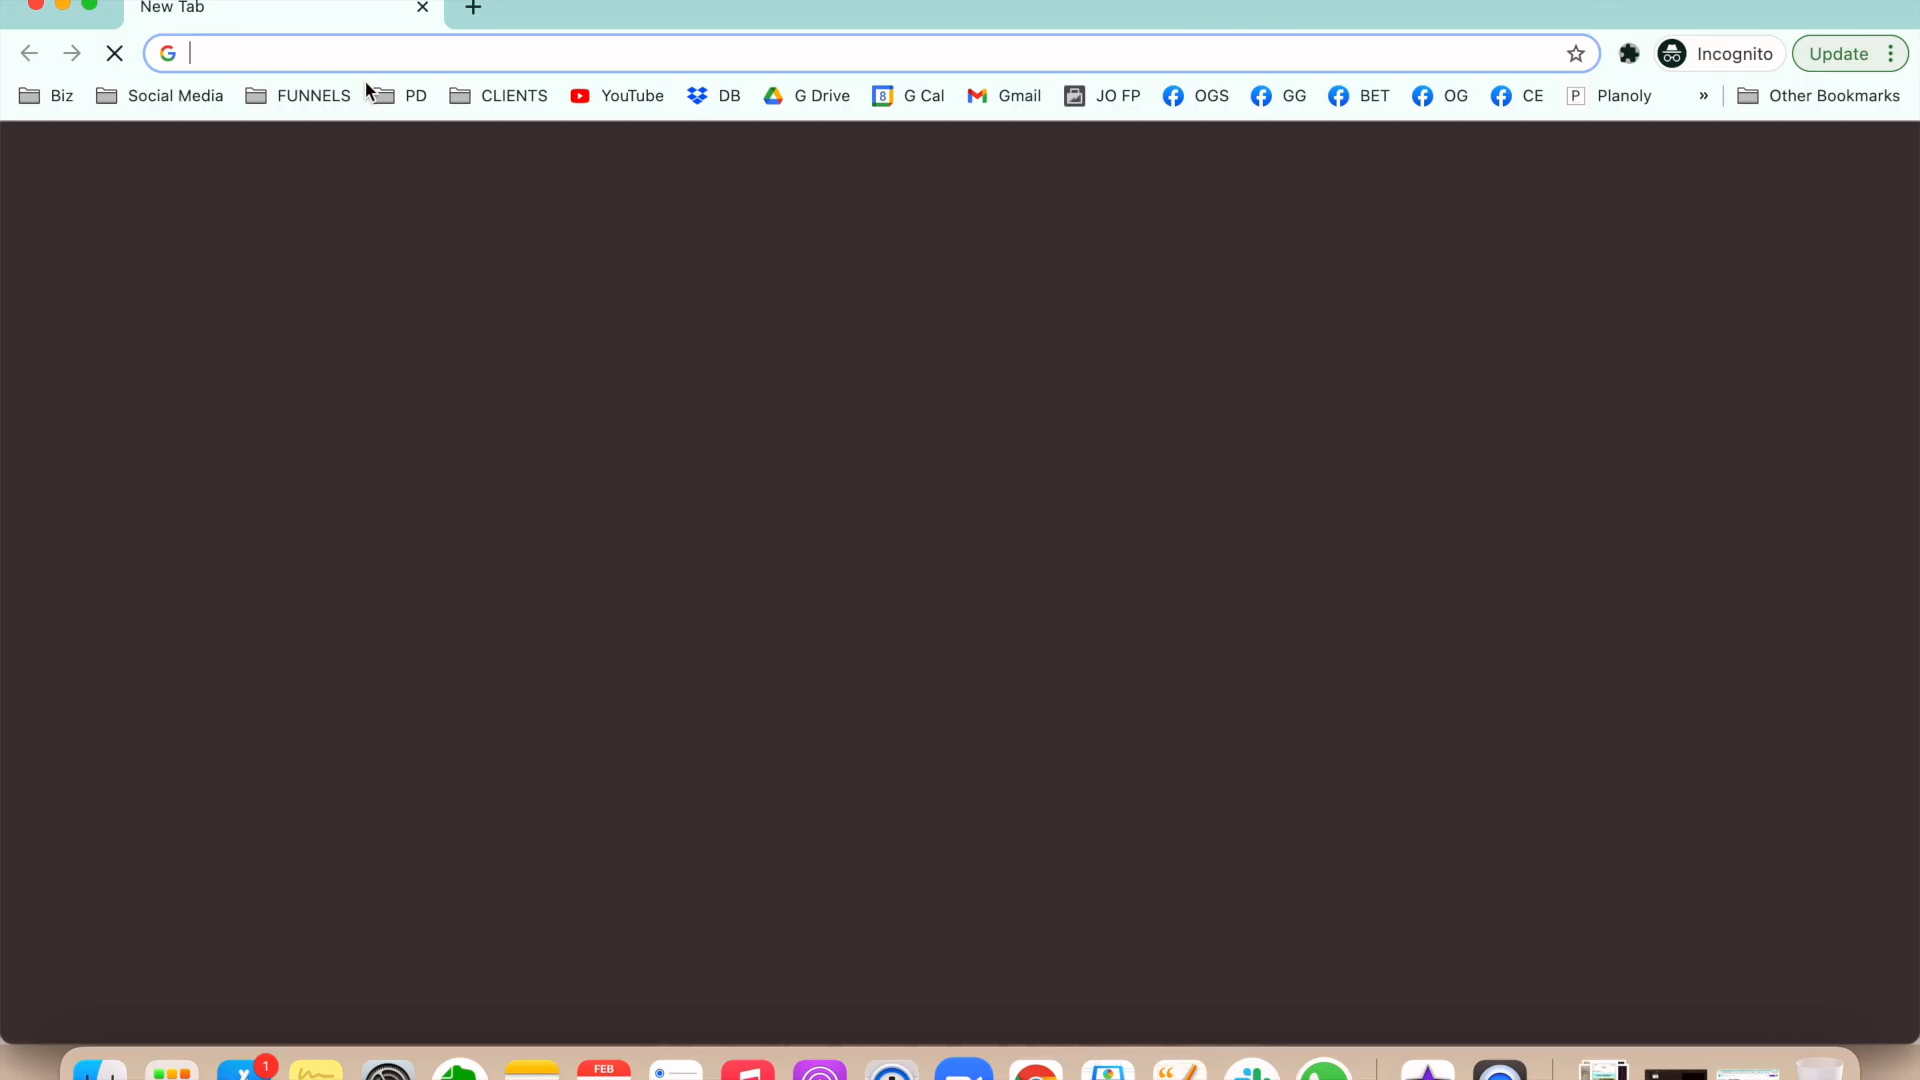 New Tab
Incognito
Update
Biz Social Media FUNNELS PD CLIENTS YouTube DB G Drive 8 G Cal Gmail JO FP OGS GG BET OG CE P Planoly » Other Bookmarks
1
FEB